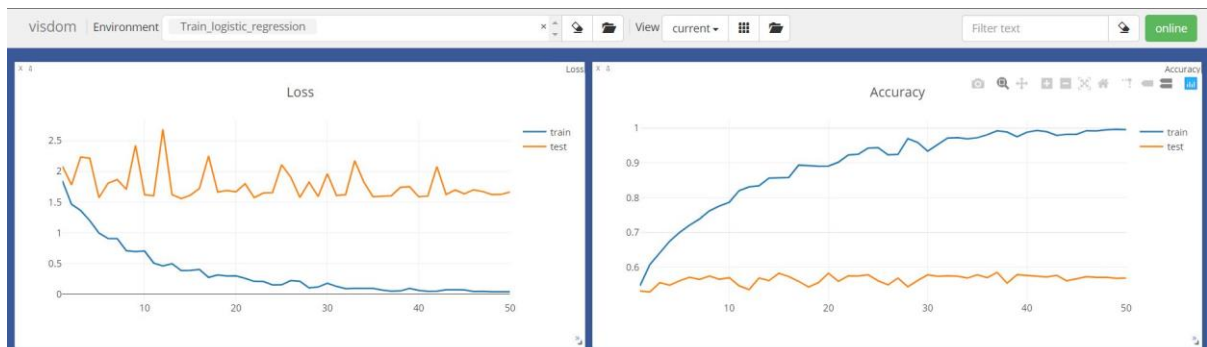 visdom Environment Train_logistic_regression × View current Filter text online
x Loss
Loss
train
test
2.5
2
1.5
1
0.5
0
10 20 30 40 50
x Accuracy
Accuracy
train
test
1
0.9
0.8
0.7
0.6
10 20 30 40 50